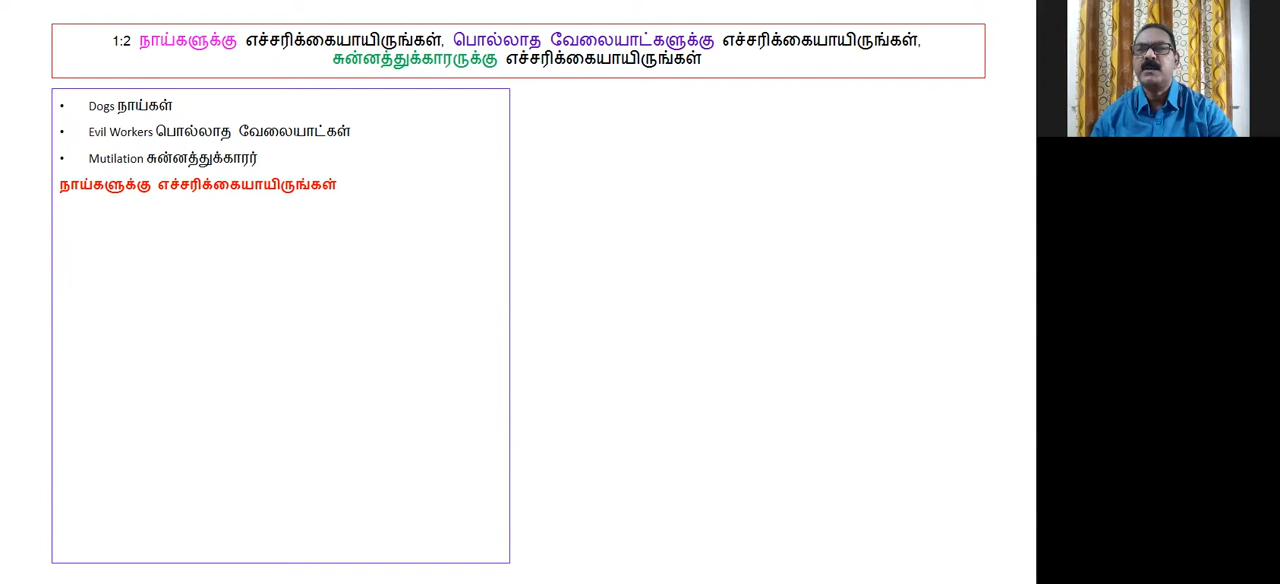 1:2 நாய்களுக்கு எச்சரிக்கையாயிருங்கள், பொல்லாத வேலையாட்களுக்கு எச்சரிக்கையாயிருங்கள்,
சுன்னத்துக்காரருக்கு எச்சரிக்கையாயிருங்கள்
• Dogs நாய்கள்
• Evil Workers பொல்லாத வேலையாட்கள்
• Mutilation சுன்னத்துக்காரர்
நாய்களுக்கு எச்சரிக்கையாயிருங்கள்